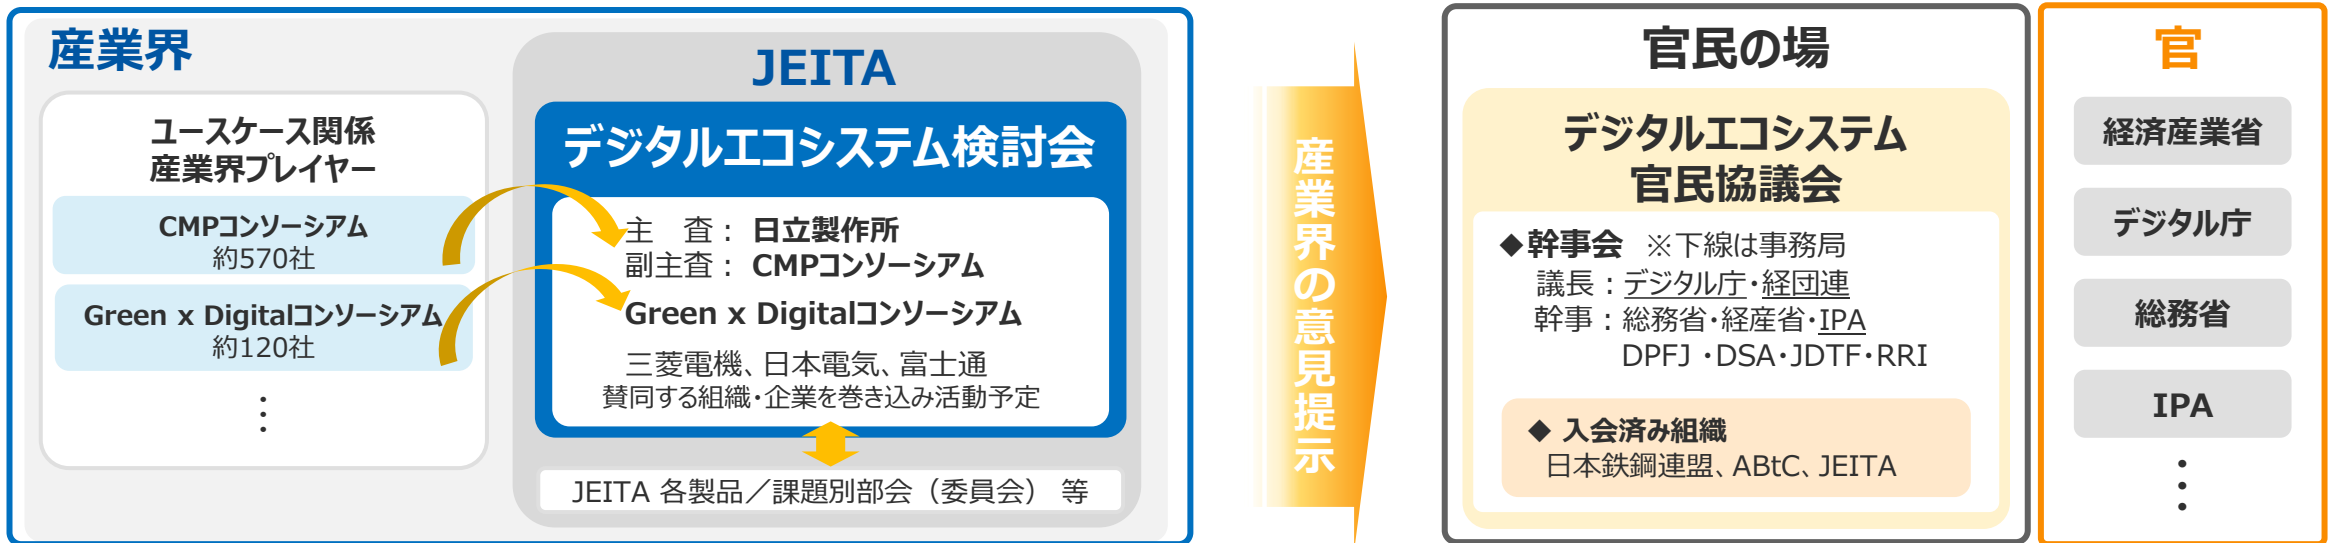 産業界
ユースケース関係
産業界プレイヤー
CMPコンソーシアム
約570社
Green x Digitalコンソーシアム
約120社
⋮
JEITA
デジタルエコシステム検討会
主　査： 日立製作所
副主査： CMPコンソーシアム
Green x Digitalコンソーシアム
三菱電機、日本電気、富士通
賛同する組織・企業を巻き込み活動予定
JEITA 各製品／課題別部会（委員会） 等
産業界の意見提示
官民の場
デジタルエコシステム
官民協議会
◆幹事会　※下線は事務局
議長：デジタル庁・経団連
幹事：総務省・経産省・IPA
DPFJ ・DSA・JDTF・RRI
◆ 入会済み組織
日本鉄鋼連盟、ABtC、JEITA
官
経済産業省
デジタル庁
総務省
IPA
⋮